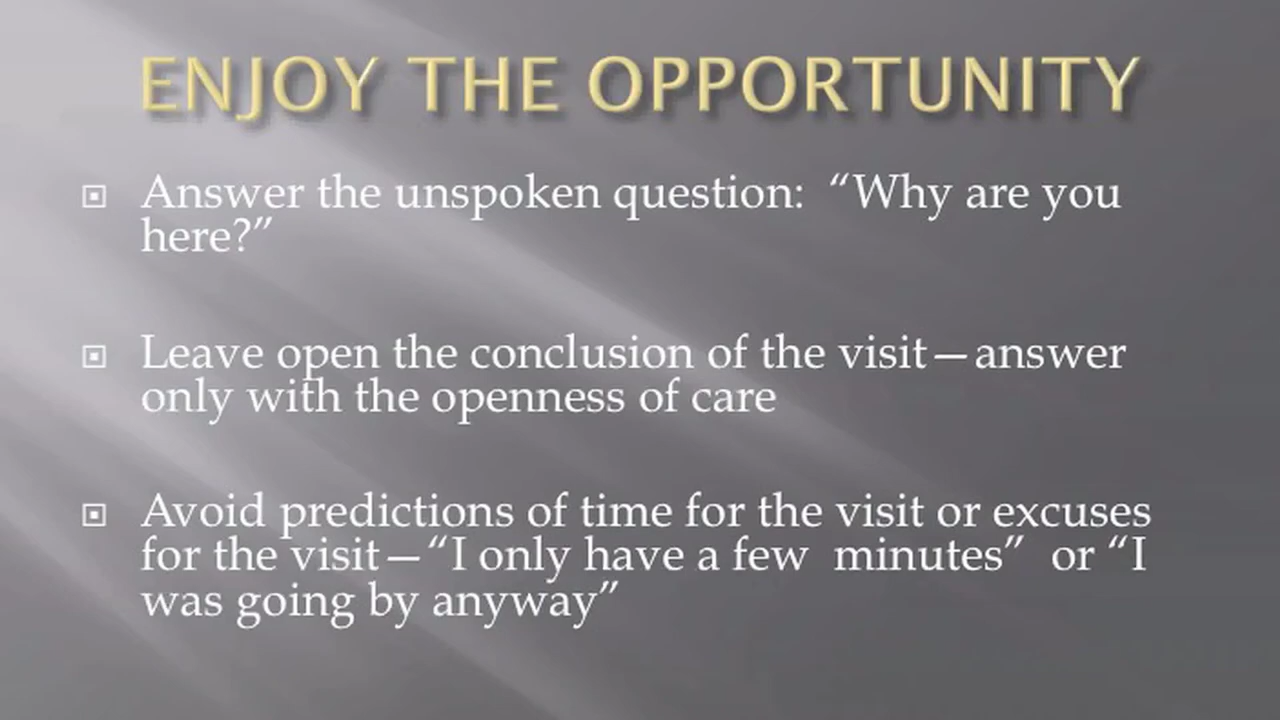 ENJOY THE OPPORTUNITY
Answer the unspoken question:  “Why are you
here?”
Leave open the conclusion of the visit—answer
only with the openness of care
Avoid predictions of time for the visit or excuses
for the visit—“I only have a few  minutes”  or “I
was going by anyway”